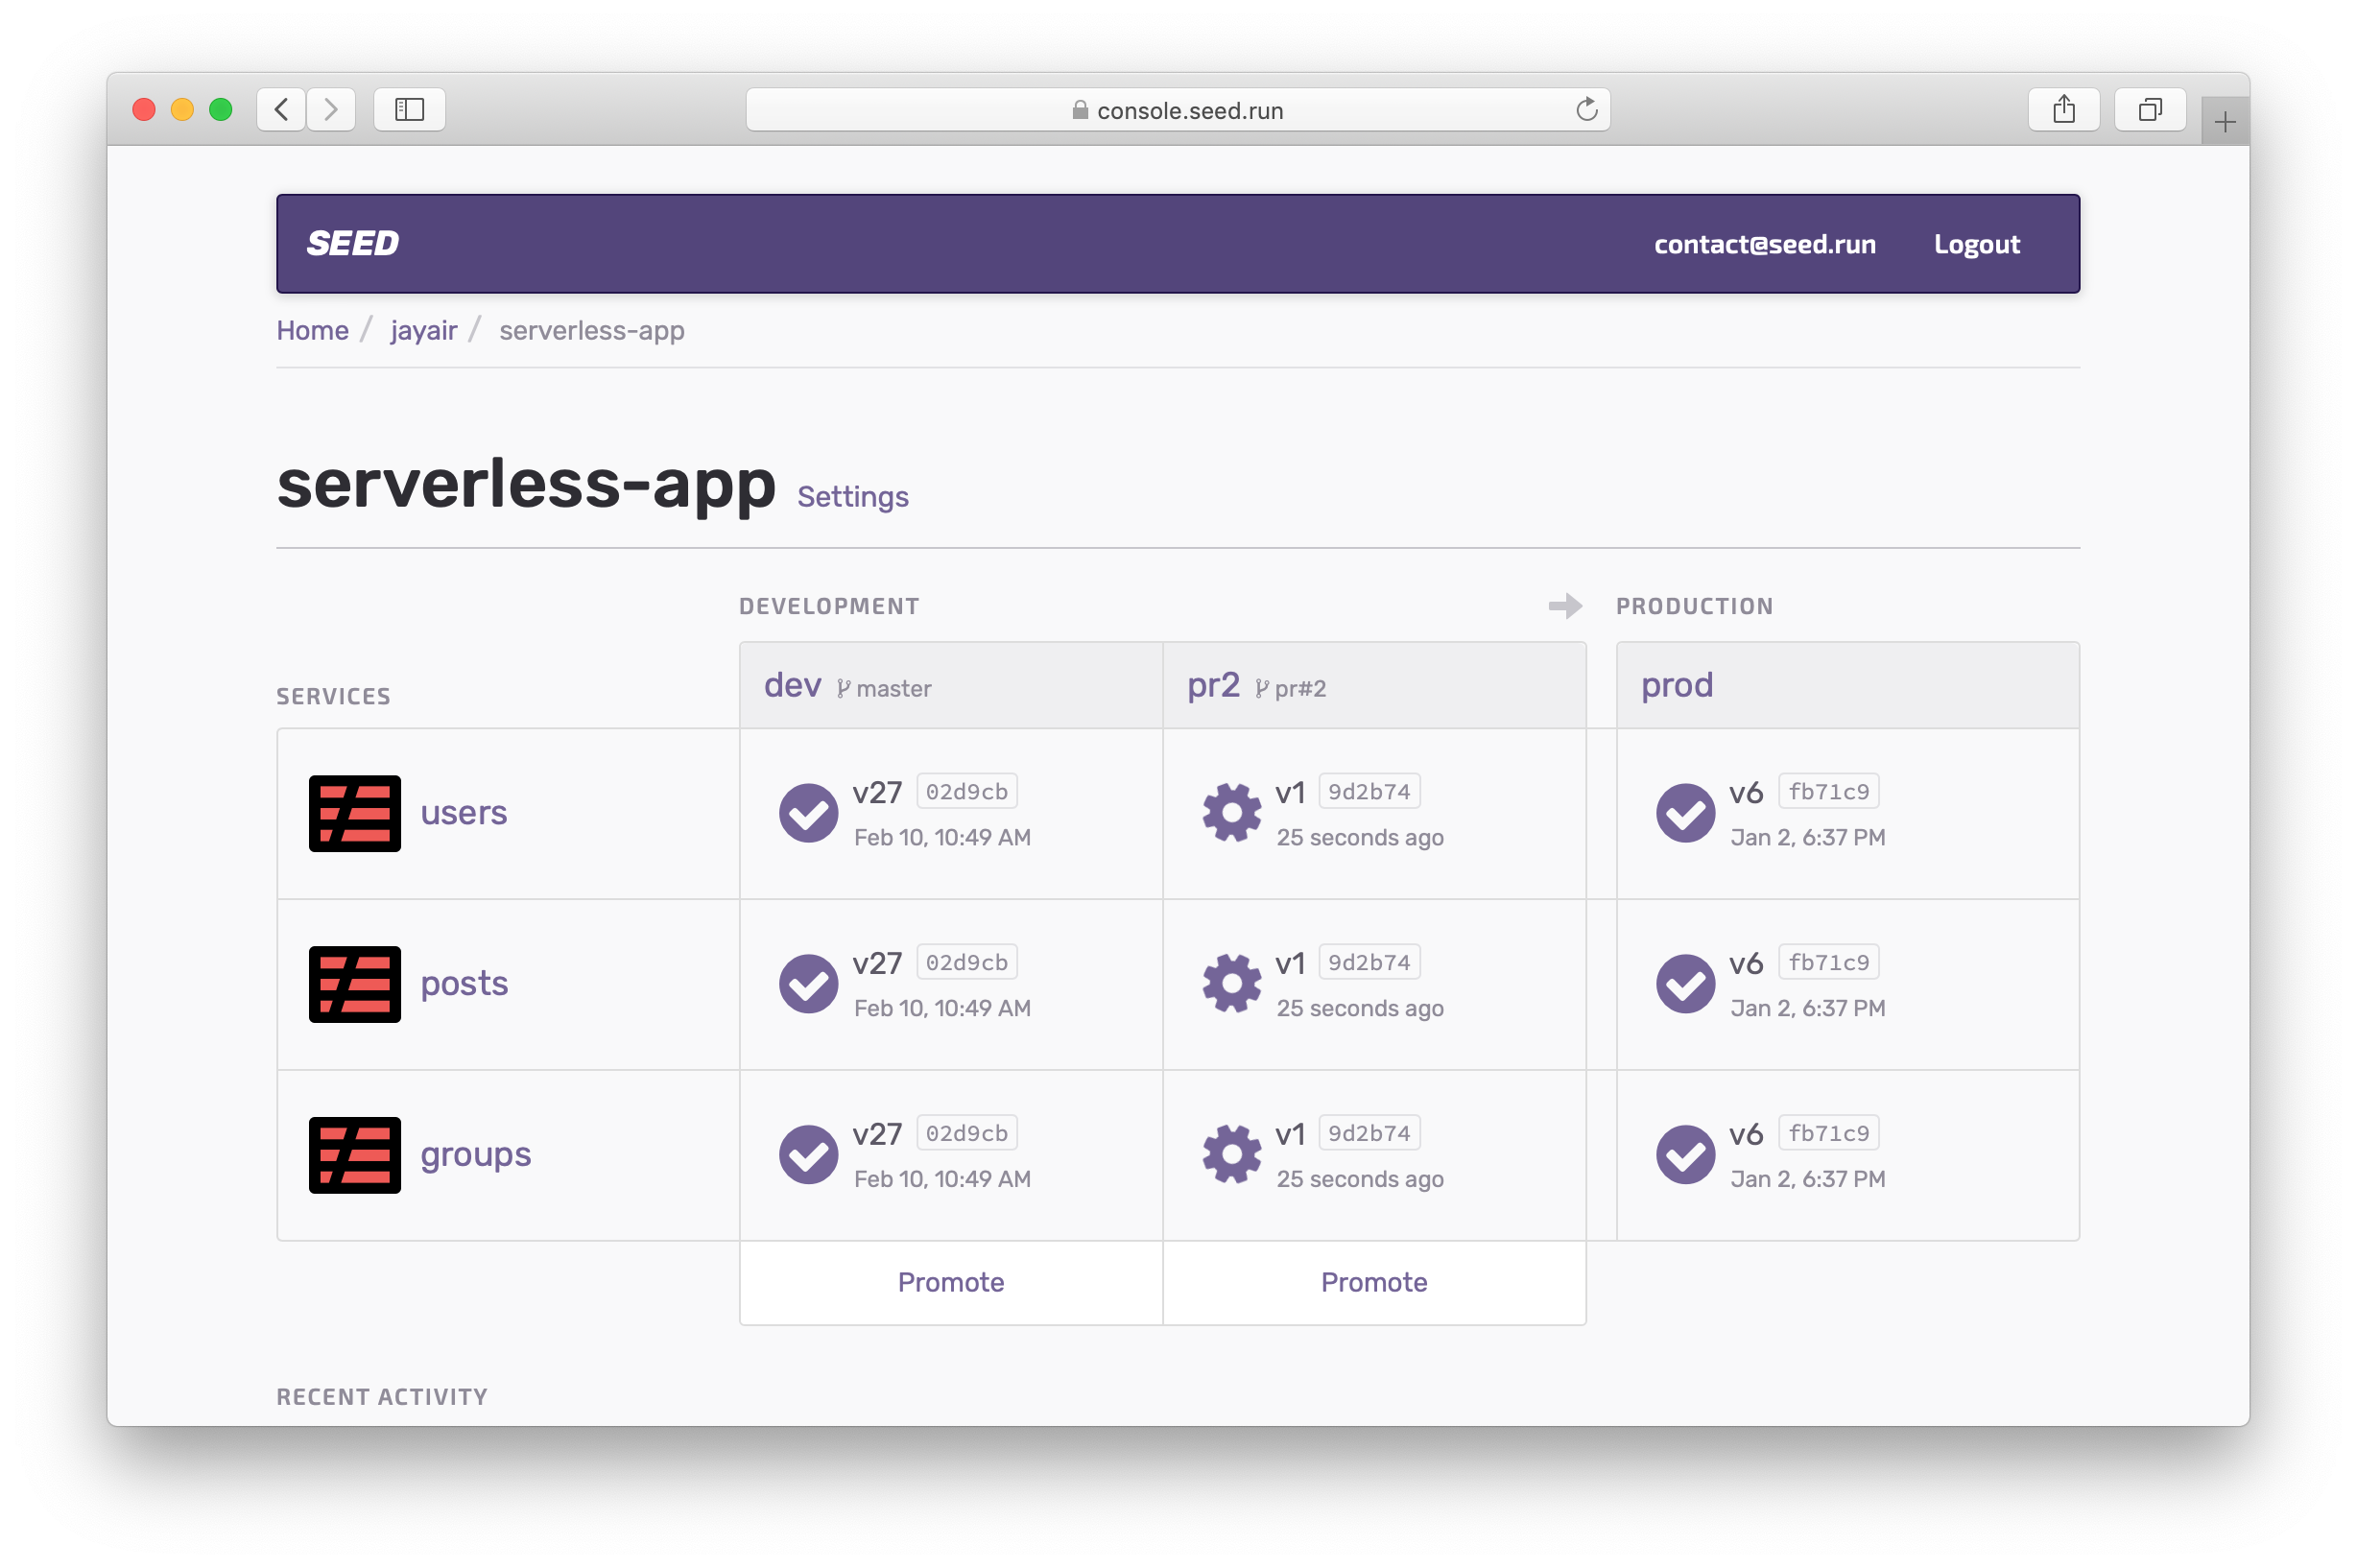 console.seed.run
SEED contact@seed.run Logout
Home / jayair / serverless-app
serverless-app Settings
DEVELOPMENT PRODUCTION
SERVICES dev master pr2 pr#2 prod
users v27 02d9cb Feb 10, 10:49 AM v1 9d2b74 25 seconds ago v6 fb71c9 Jan 2, 6:37 PM
posts v27 02d9cb Feb 10, 10:49 AM v1 9d2b74 25 seconds ago v6 fb71c9 Jan 2, 6:37 PM
groups v27 02d9cb Feb 10, 10:49 AM v1 9d2b74 25 seconds ago v6 fb71c9 Jan 2, 6:37 PM
Promote Promote
RECENT ACTIVITY